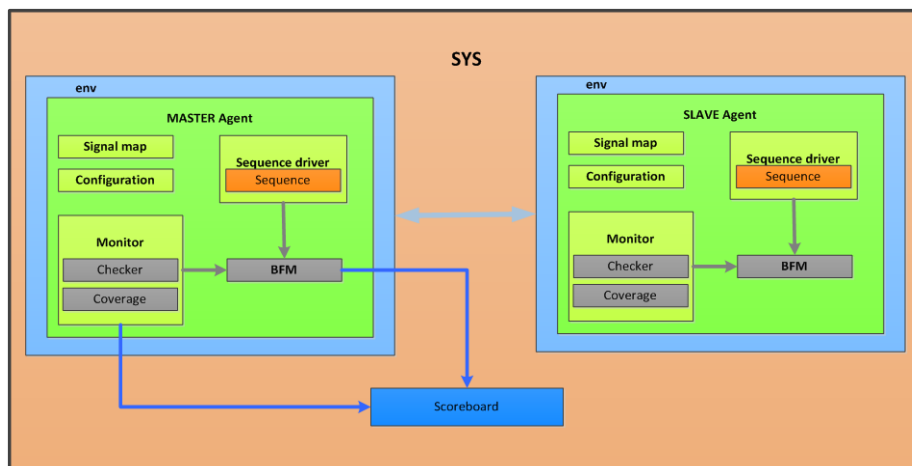 SYS
env
MASTER Agent
Signal map
Configuration
Sequence driver
Sequence
Monitor
Checker
Coverage
BFM
env
SLAVE Agent
Signal map
Configuration
Sequence driver
Sequence
Monitor
Checker
Coverage
BFM
Scoreboard